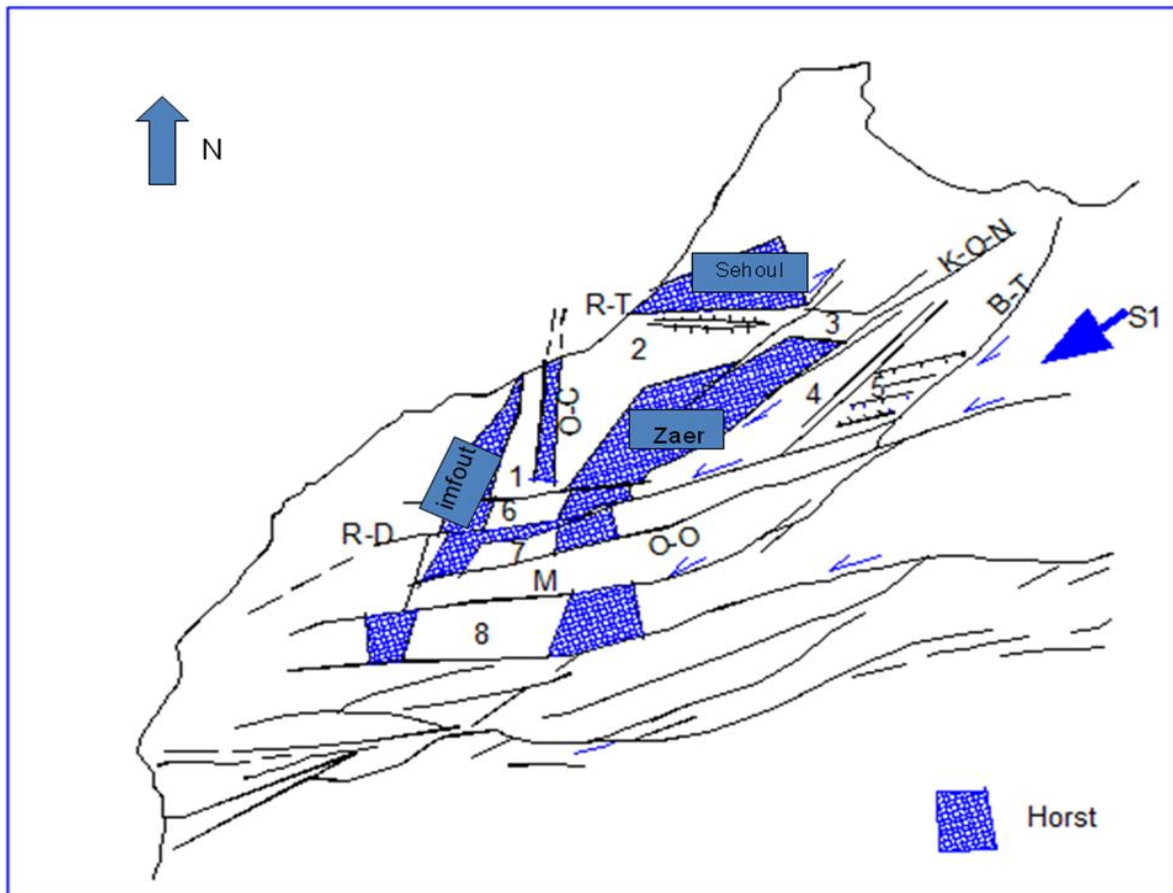 N
Sehoul
K-O-N
R-T
B-T
S1
3
2
4
5
O-C
Zaer
imfout
1
6
R-D
7
O-O
M
8
Horst